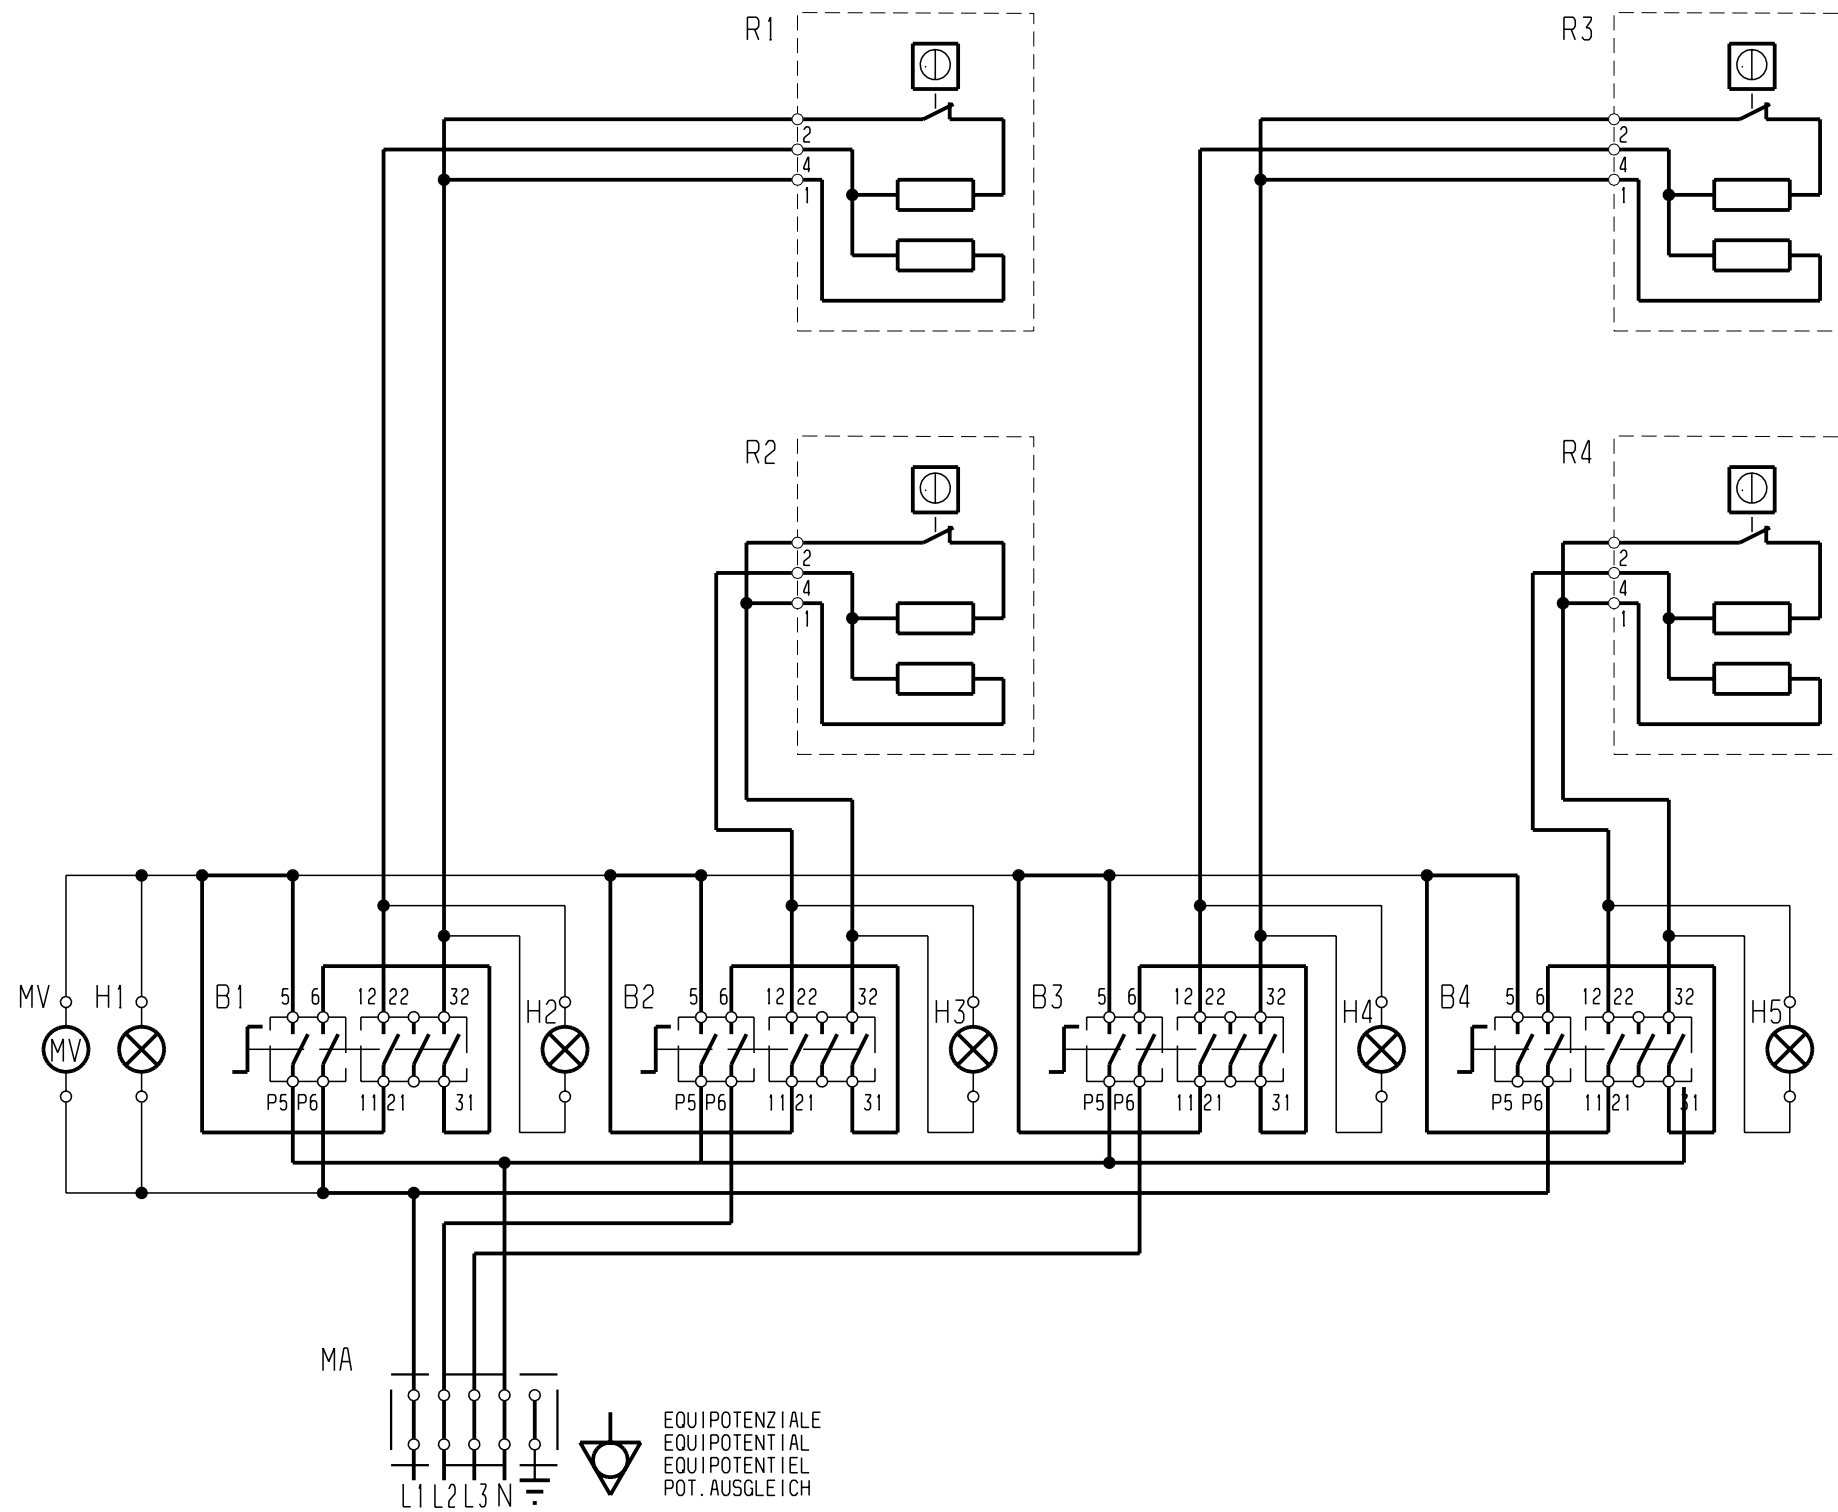 R1
R3
2
4
1
2
4
1
R2
R4
2
4
1
2
4
1
MV H1 B1 5 6 12 22 32 H2 B2 5 6 12 22 32 H3 B3 5 6 12 22 32 H4 B4 5 6 12 22 32 H5
MV
P5 P6 11 21 31 P5 P6 11 21 31 P5 P6 11 21 31 P5 P6 11 21 31
MA
EQUIPOTENZIALE
EQUIPOTENTIAL
EQUIPOTENTIEL
POT.AUSGLEICH
L1 L2 L3 N